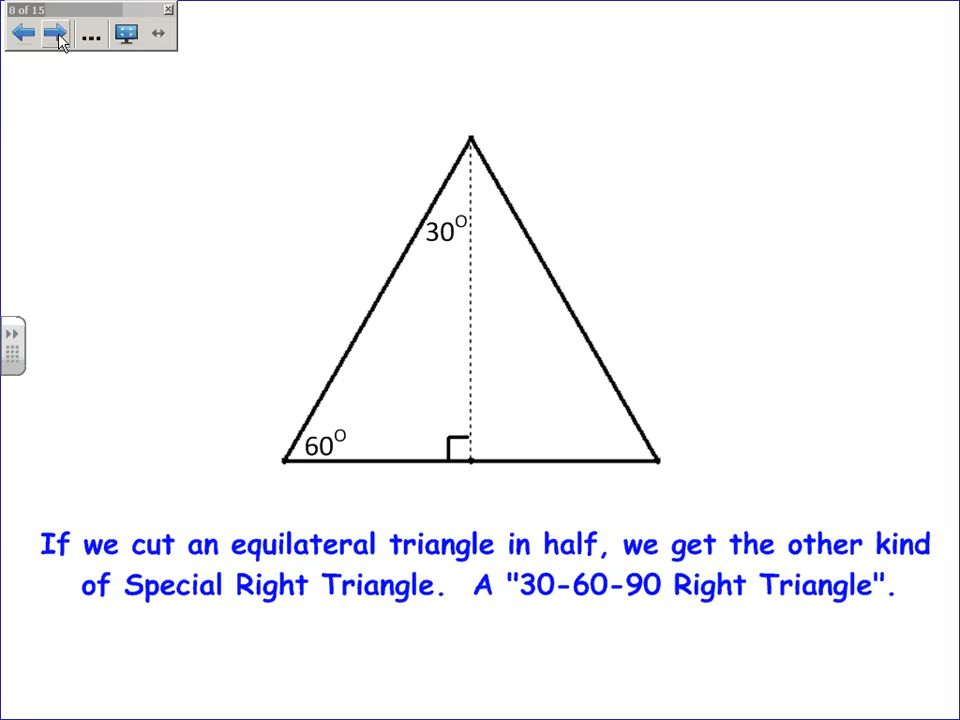 8 of 15
...
30°
60°
If we cut an equilateral triangle in half, we get the other kind
of Special Right Triangle. A "30-60-90 Right Triangle".